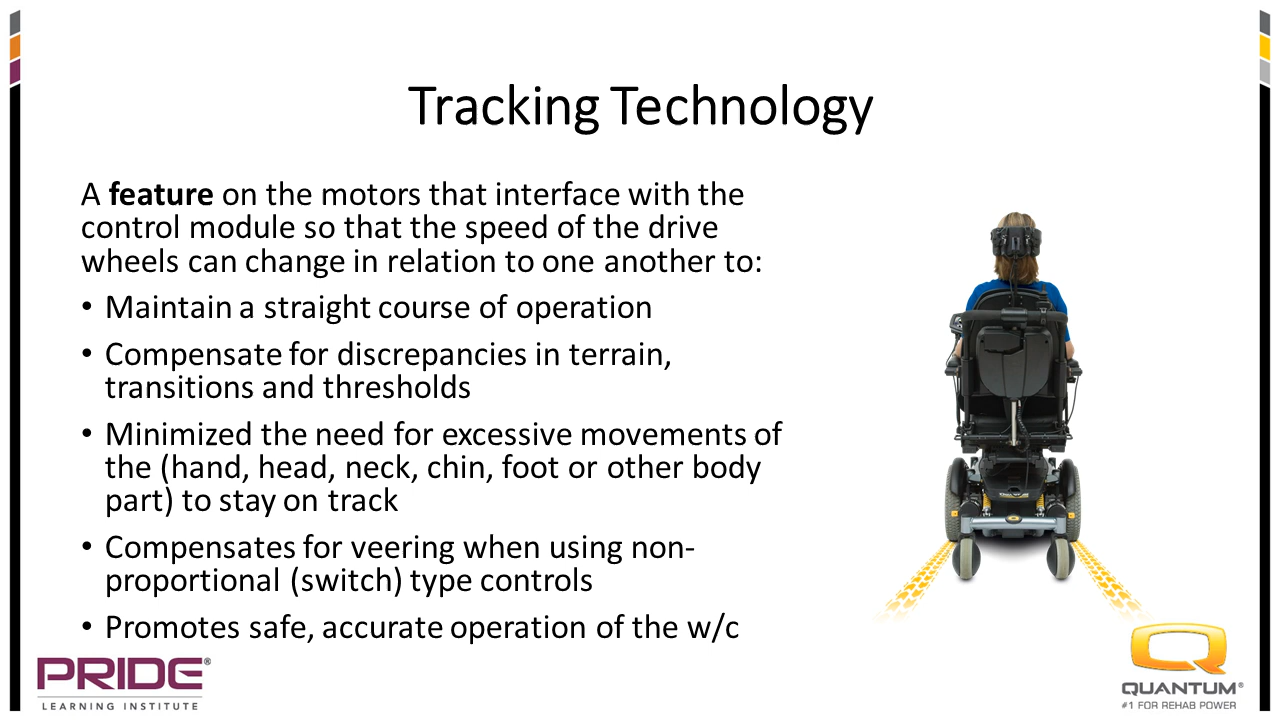 Tracking Technology
A feature on the motors that interface with the
control module so that the speed of the drive
wheels can change in relation to one another to:
• Maintain a straight course of operation
• Compensate for discrepancies in terrain,
transitions and thresholds
• Minimized the need for excessive movements of
the (hand, head, neck, chin, foot or other body
part) to stay on track
• Compensates for veering when using non-
proportional (switch) type controls
• Promotes safe, accurate operation of the w/c
PRIDE®
LEARNING INSTITUTE
QUANTUM®
#1 FOR REHAB POWER